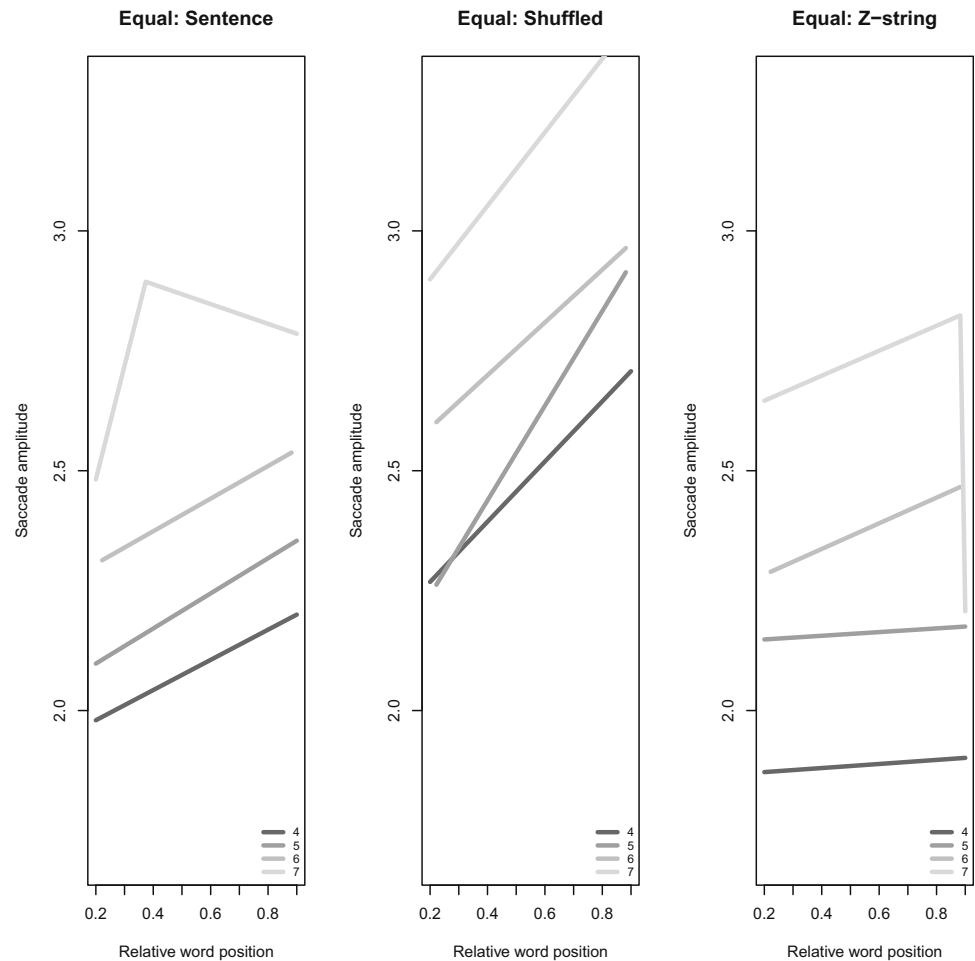 Equal: Sentence
Saccade amplitude
3.0
2.5
2.0
4
5
6
7
0.2 0.4 0.6 0.8
Relative word position
Equal: Shuffled
Saccade amplitude
3.0
2.5
2.0
4
5
6
7
0.2 0.4 0.6 0.8
Relative word position
Equal: Z−string
Saccade amplitude
3.0
2.5
2.0
4
5
6
7
0.2 0.4 0.6 0.8
Relative word position